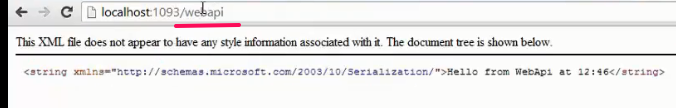 localhost:1093/webapi
This XML file does not appear to have any style information associated with it. The document tree is shown below.
<string xmlns="http://schemas.microsoft.com/2003/10/Serialization/">Hello from WebApi at 12:46</string>